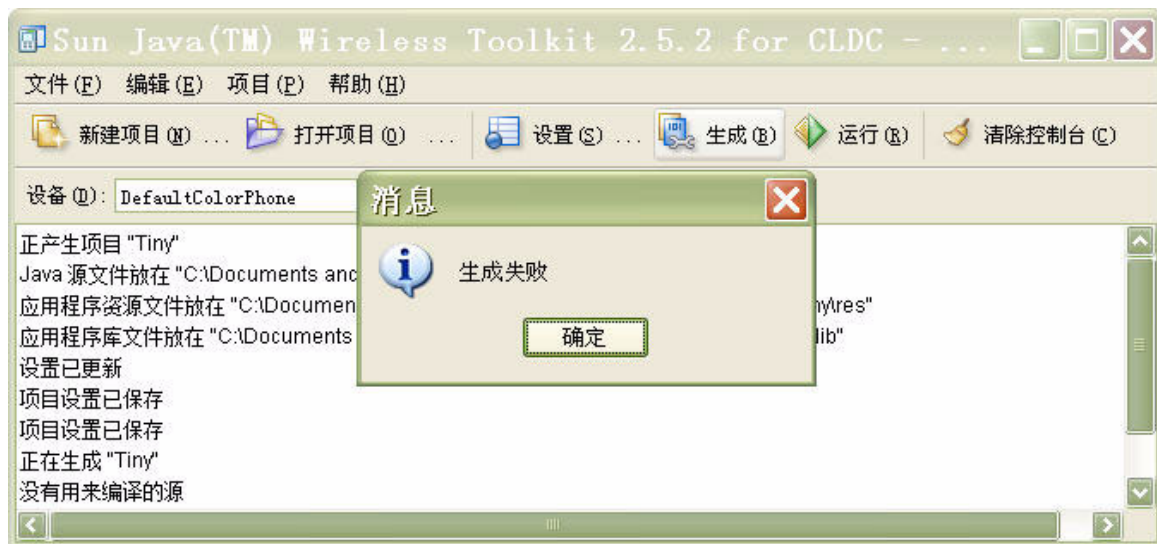 Sun Java(TM) Wireless Toolkit 2.5.2 for CLDC - ...
文件(F) 编辑(E) 项目(P) 帮助(H)
新建项目(N) ... 打开项目(O) ... 设置(S) ... 生成(B) 运行(R) 清除控制台(C)
设备(D): DefaultColorPhone
消息
生成失败
确定
正产生项目 "Tiny"
Java 源文件放在 "C:\Documents and
应用程序资源文件放在 "C:\Documen ny\res"
应用程序库文件放在 "C:\Documents lib"
设置已更新
项目设置已保存
项目设置已保存
正在生成 "Tiny"
没有用来编译的源